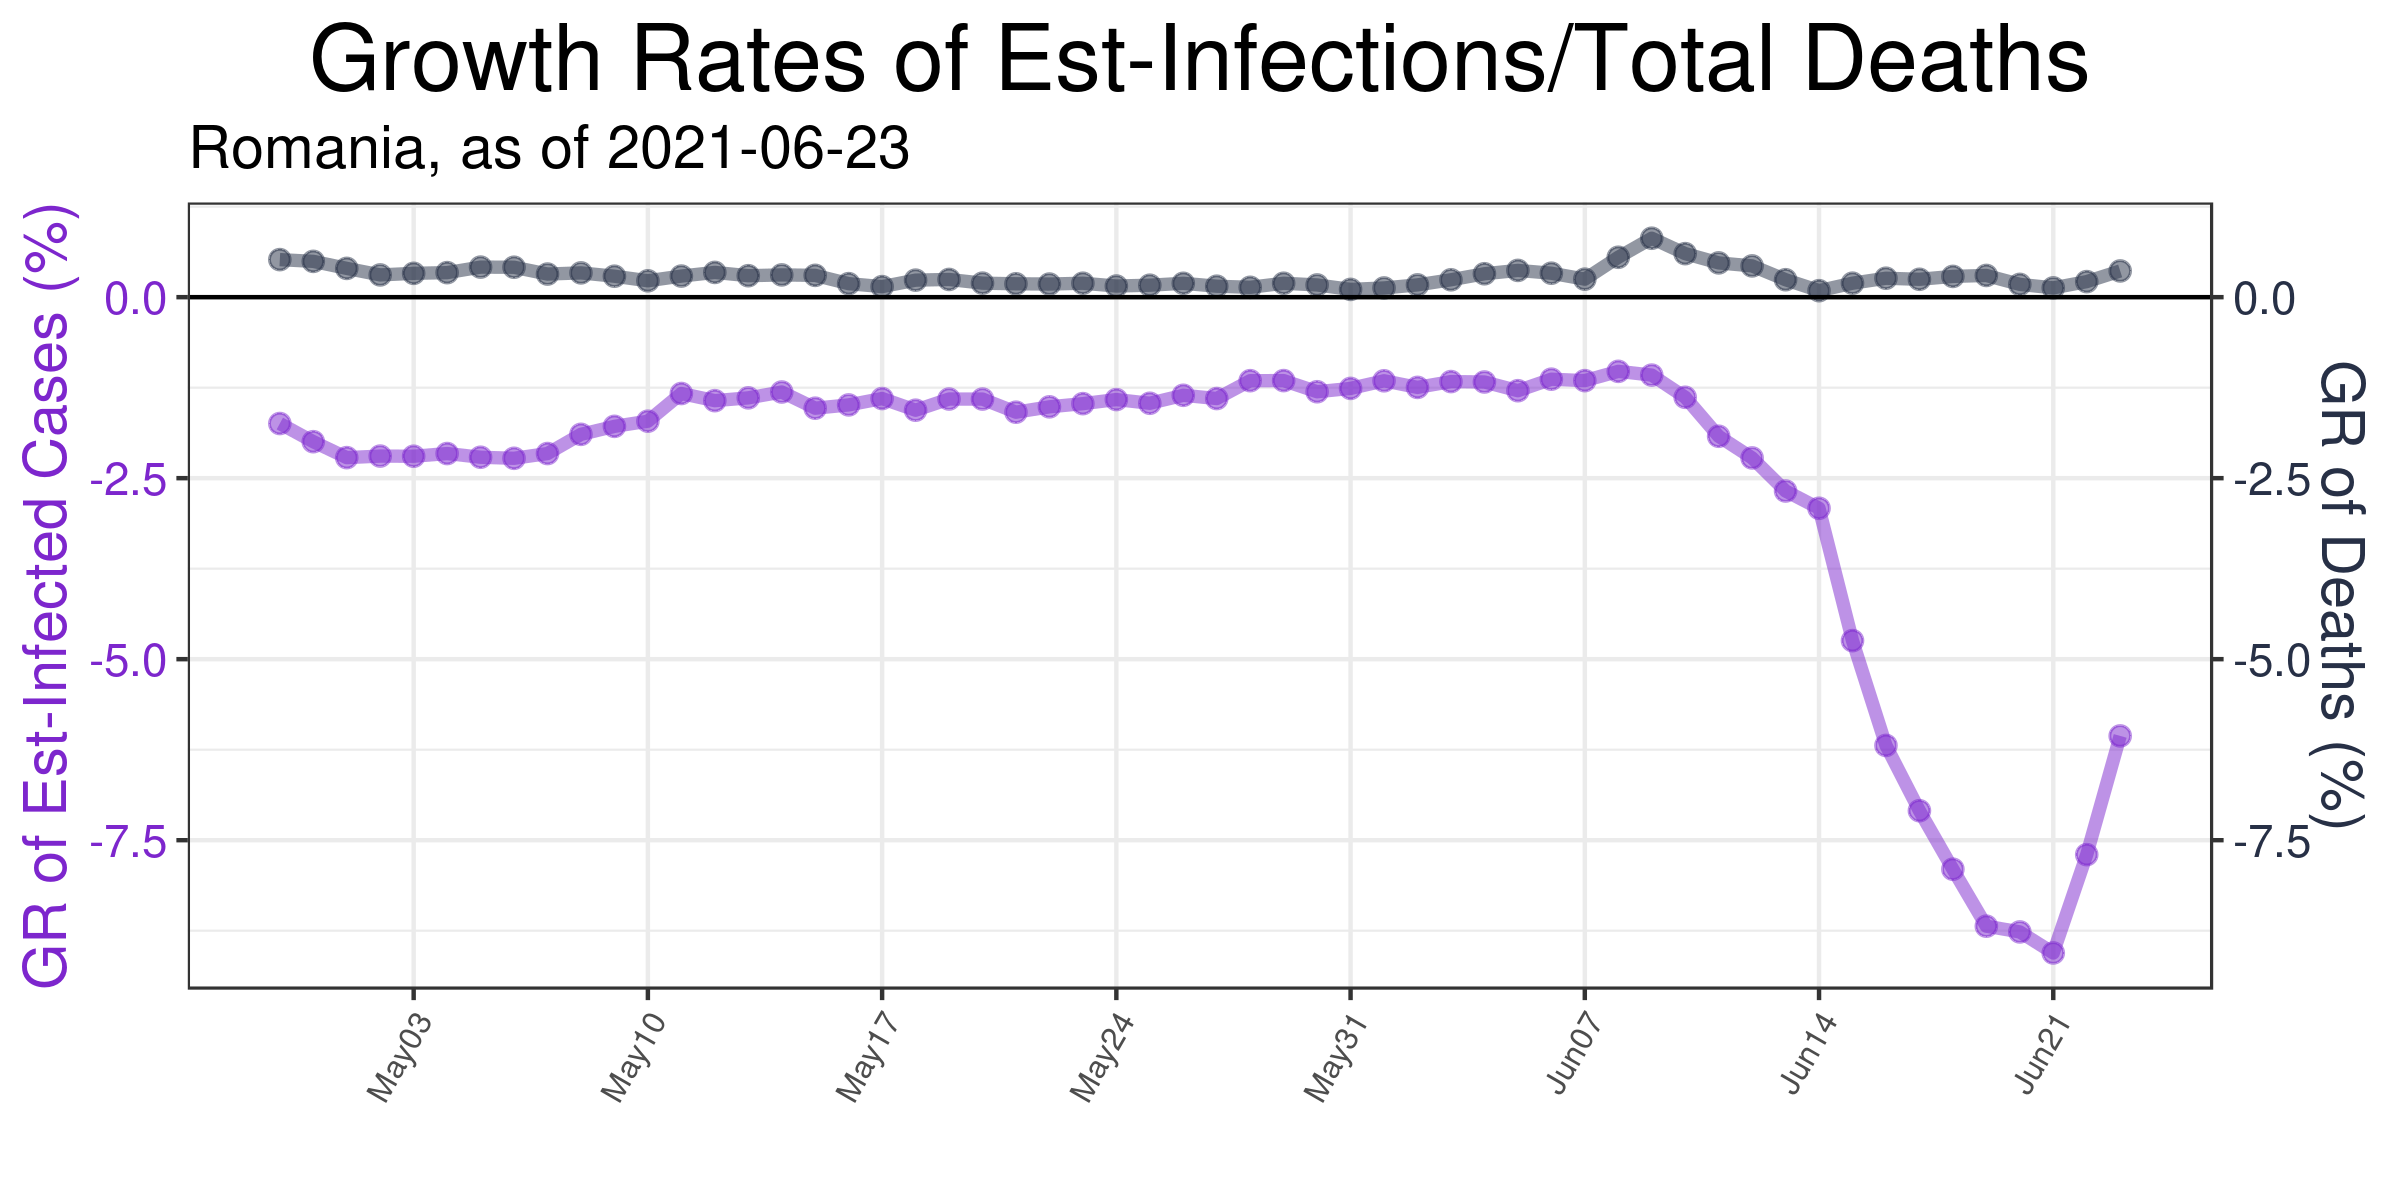 Growth Rates of Est-Infections/Total Deaths
Romania, as of 2021-06-23
GR of Est-Infected Cases (%)
0.0
-2.5
-5.0
-7.5
0.0
-2.5
-5.0
-7.5
GR of Deaths (%)
May03
May10
May17
May24
May31
Jun07
Jun14
Jun21